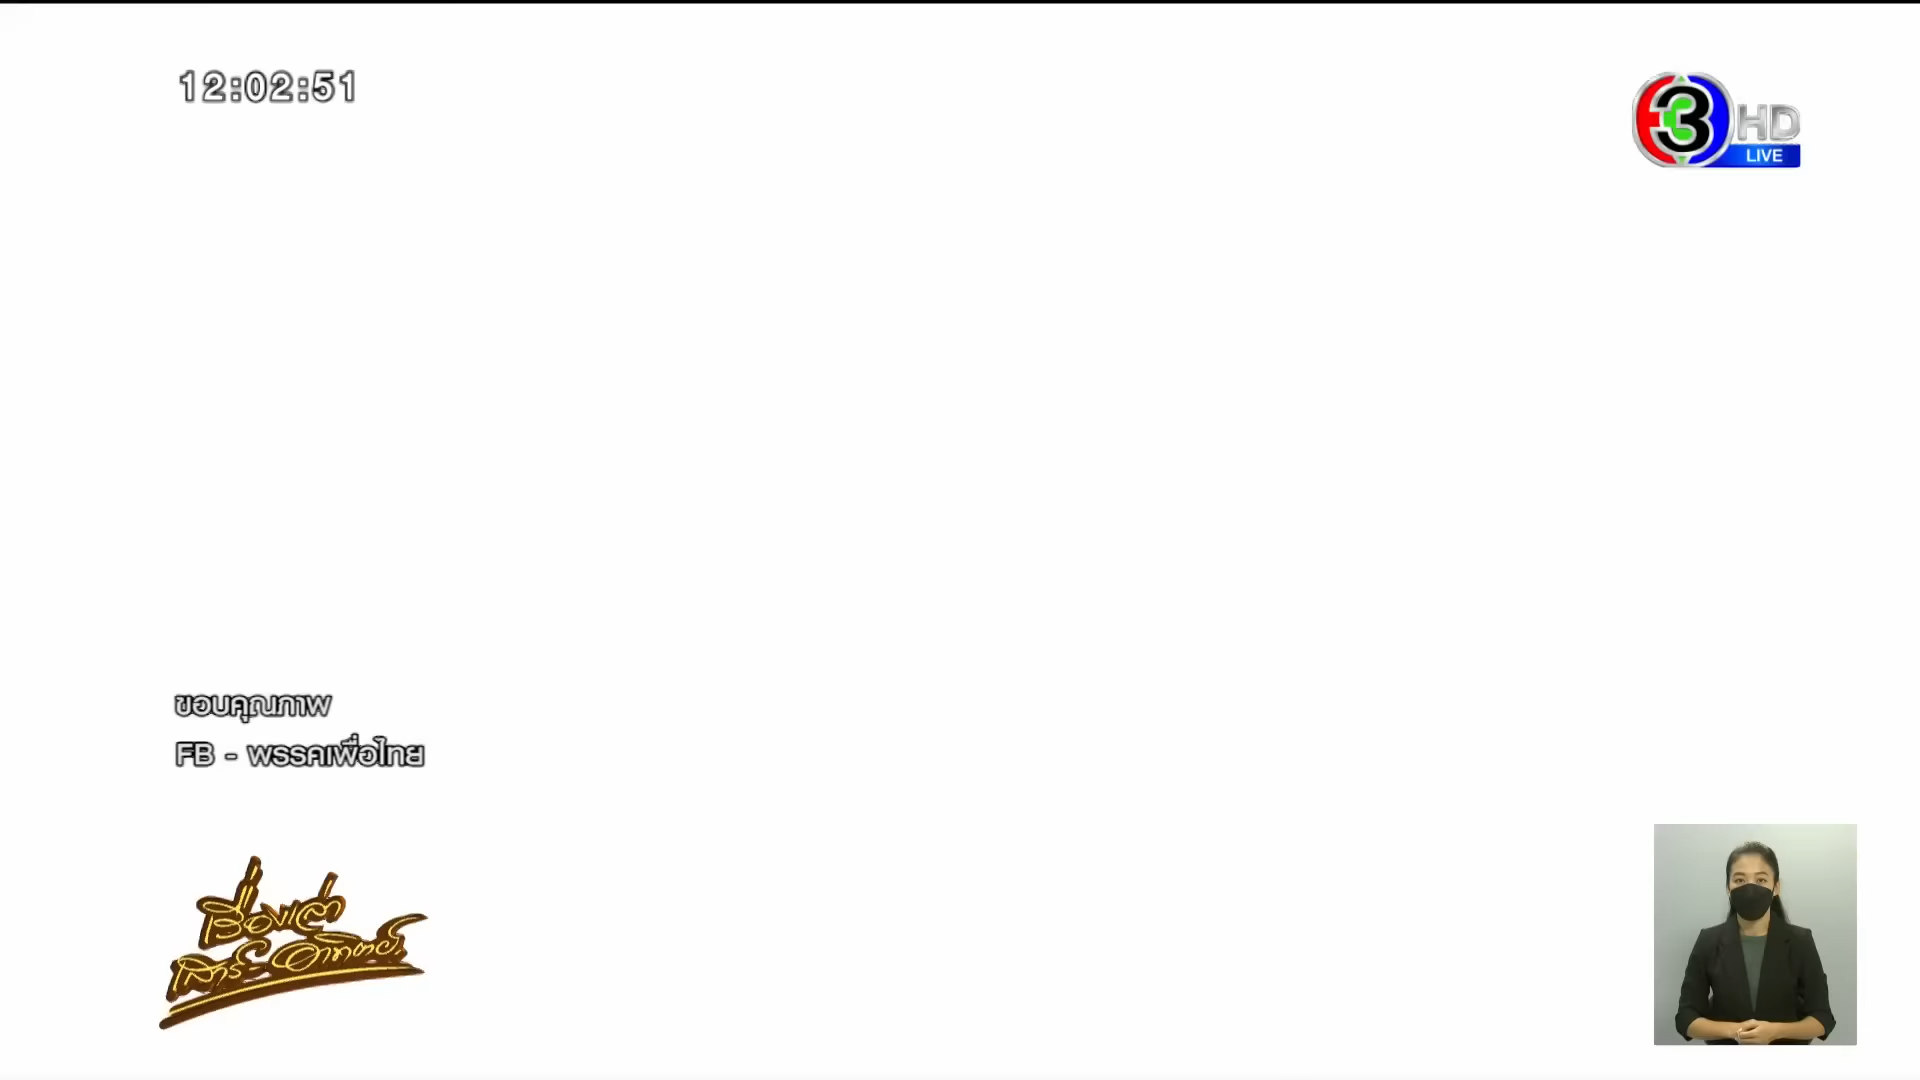 12:02:51
3 HD
LIVE
ขอบคุณภาพ
FB - พรรคเพื่อไทย
เรื่องเล่า
เสาร์-อาทิตย์